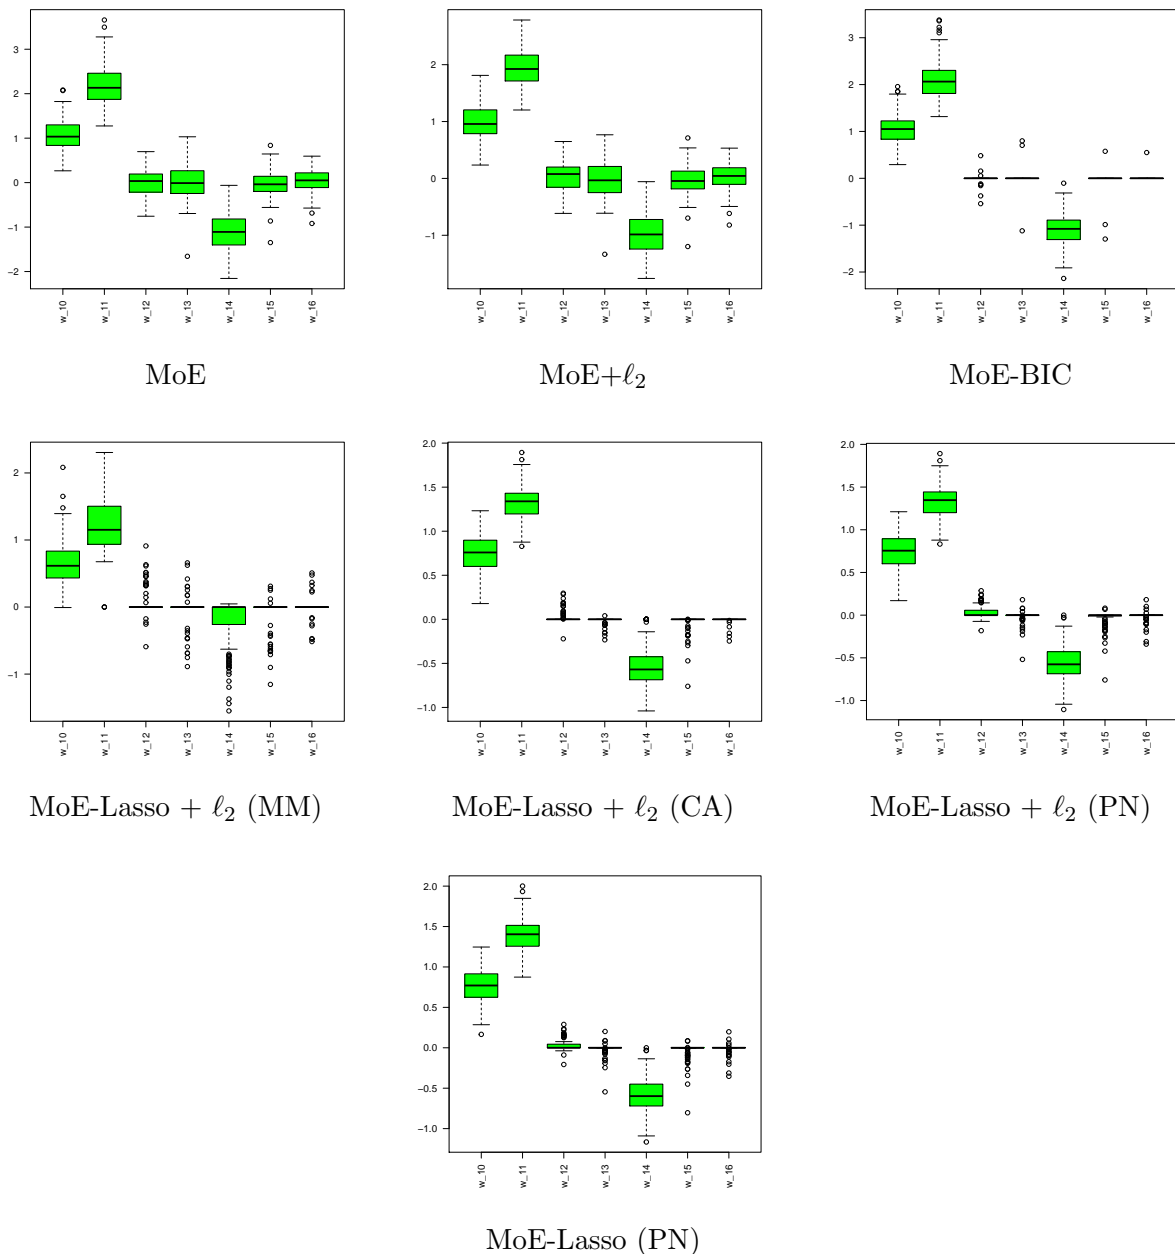 3
2
1
0
−1
−2
w_10
w_11
w_12
w_13
w_14
w_15
w_16
MoE
2
1
0
−1
w_10
w_11
w_12
w_13
w_14
w_15
w_16
MoE+ℓ2
3
2
1
0
−1
−2
w_10
w_11
w_12
w_13
w_14
w_15
w_16
MoE-BIC
2
1
0
−1
w_10
w_11
w_12
w_13
w_14
w_15
w_16
MoE-Lasso + ℓ2 (MM)
2.0
1.5
1.0
0.5
0.0
−0.5
−1.0
w_10
w_11
w_12
w_13
w_14
w_15
w_16
MoE-Lasso + ℓ2 (CA)
2.0
1.5
1.0
0.5
0.0
−0.5
−1.0
w_10
w_11
w_12
w_13
w_14
w_15
w_16
MoE-Lasso + ℓ2 (PN)
2.0
1.5
1.0
0.5
0.0
−0.5
−1.0
w_10
w_11
w_12
w_13
w_14
w_15
w_16
MoE-Lasso (PN)